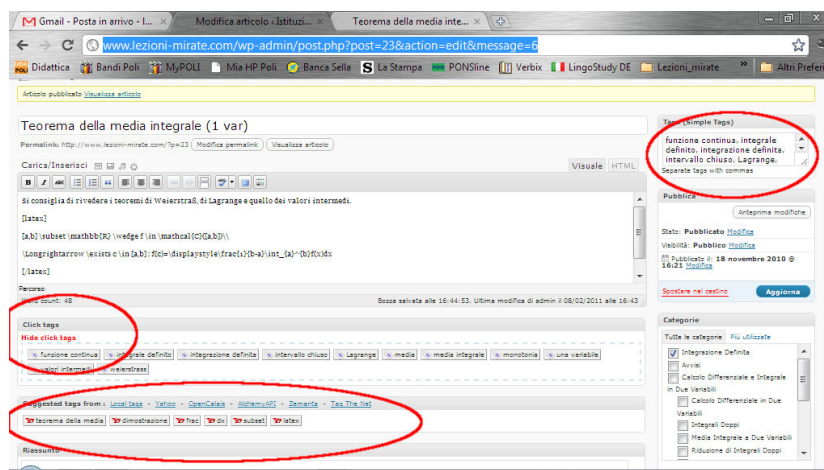 Gmail - Posta in arrivo - l... × Modifica articolo ‹ Istituzi... × Teorema della media inte... ×
www.lezioni-mirate.com/wp-admin/post.php?post=23&action=edit&message=6
Didattica Bandi Poli MyPOLI Mia HP Poli Banca Sella La Stampa PONSline Verbix LingoStudy DE Lezioni_mirate » Altri Preferi
Articolo pubblicato Visualizza articolo
Teorema della media integrale (1 var)
Permalink: http://www.lezioni-mirate.com/?p=23 Modifica permalink Visualizza articolo
Carica/Inserisci Visuale HTML
B I ABC
Si consiglia di rivedere i teoremi di Weierstraß, di Lagrange e quello dei valori intermedi.
[latex]
[a,b]\subset\mathbb{R} \wedge f\in\mathcal{C}([a,b])\\
\Longrightarrow\exists c\in[a,b]: f(c)=\displaystyle\frac{1}{b-a}\int_{a}^{b}f(x)dx
[/latex]
Percorso:
Word count: 48 Bozza salvata alle 16:44:53. Ultima modifica di admin il 08/02/2011 alle 16:43
Click tags
Hide click tags
funzione continua integrale definito integrazione definita intervallo chiuso Lagrange media media integrale monotonia una variabile
valori intermedi weierstrass
Suggested tags from : Local tags - Yahoo - OpenCalais - AlchemyAPI - Zemanta - Tag The Net
teorema della media dimostrazione frac dx subset latex
Riassunto
Tags (Simple Tags)
funzione continua, integrale
definito, integrazione definita,
intervallo chiuso, Lagrange,
Separate tags with commas
Pubblica
Anteprima modifiche
Stato: Pubblicato Modifica
Visibilità: Pubblico Modifica
Pubblicato il: 18 novembre 2010 @
16:21 Modifica
Spostare nel cestino Aggiorna
Categorie
Tutte le categorie Più utilizzate
Integrazione Definita
Avvisi
Calcolo Differenziale e Integrale
in Due Variabili
Calcolo Differenziale in Due
Variabili
Integrali Doppi
Media Integrale a Due Variabili
Riduzione di Integrali Doppi